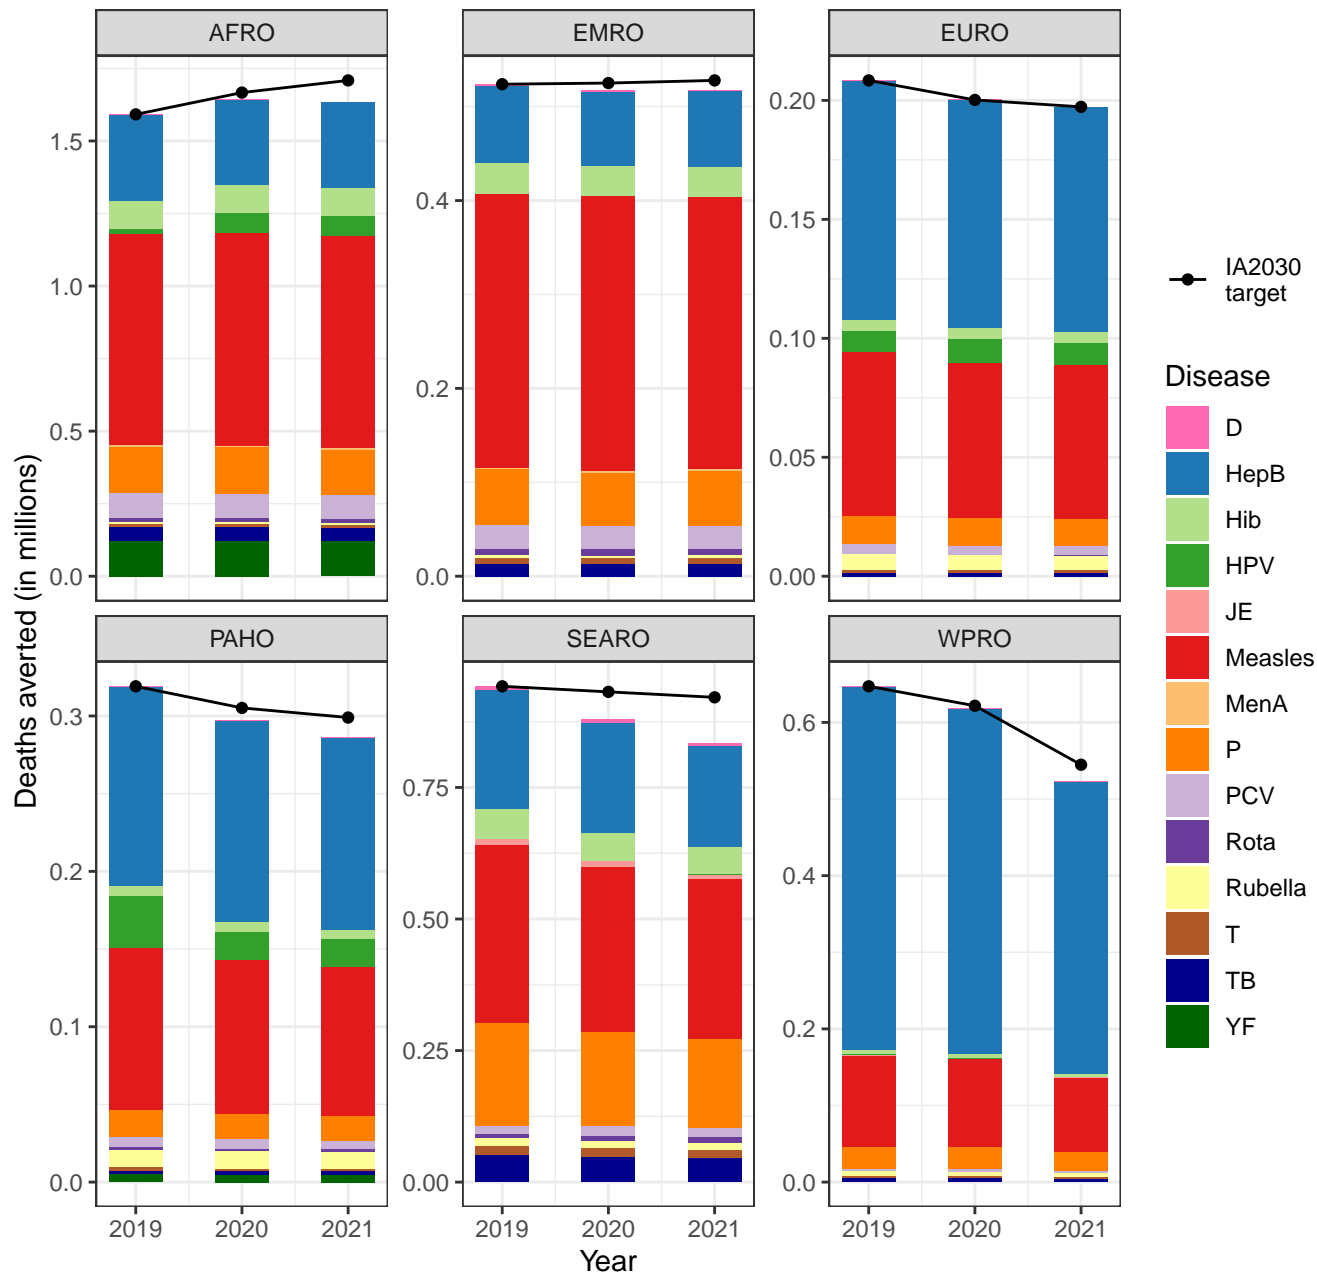 AFRO
EMRO
EURO
0.0
0.5
1.0
1.5
0.0
0.2
0.4
0.00
0.05
0.10
0.15
0.20
PAHO
SEARO
WPRO
0.0
0.1
0.2
0.3
0.00
0.25
0.50
0.75
0.0
0.2
0.4
0.6
2019 2020 2021
2019 2020 2021
2019 2020 2021
Year
Deaths averted (in millions)
IA2030
target
Disease
D
HepB
Hib
HPV
JE
Measles
MenA
P
PCV
Rota
Rubella
T
TB
YF